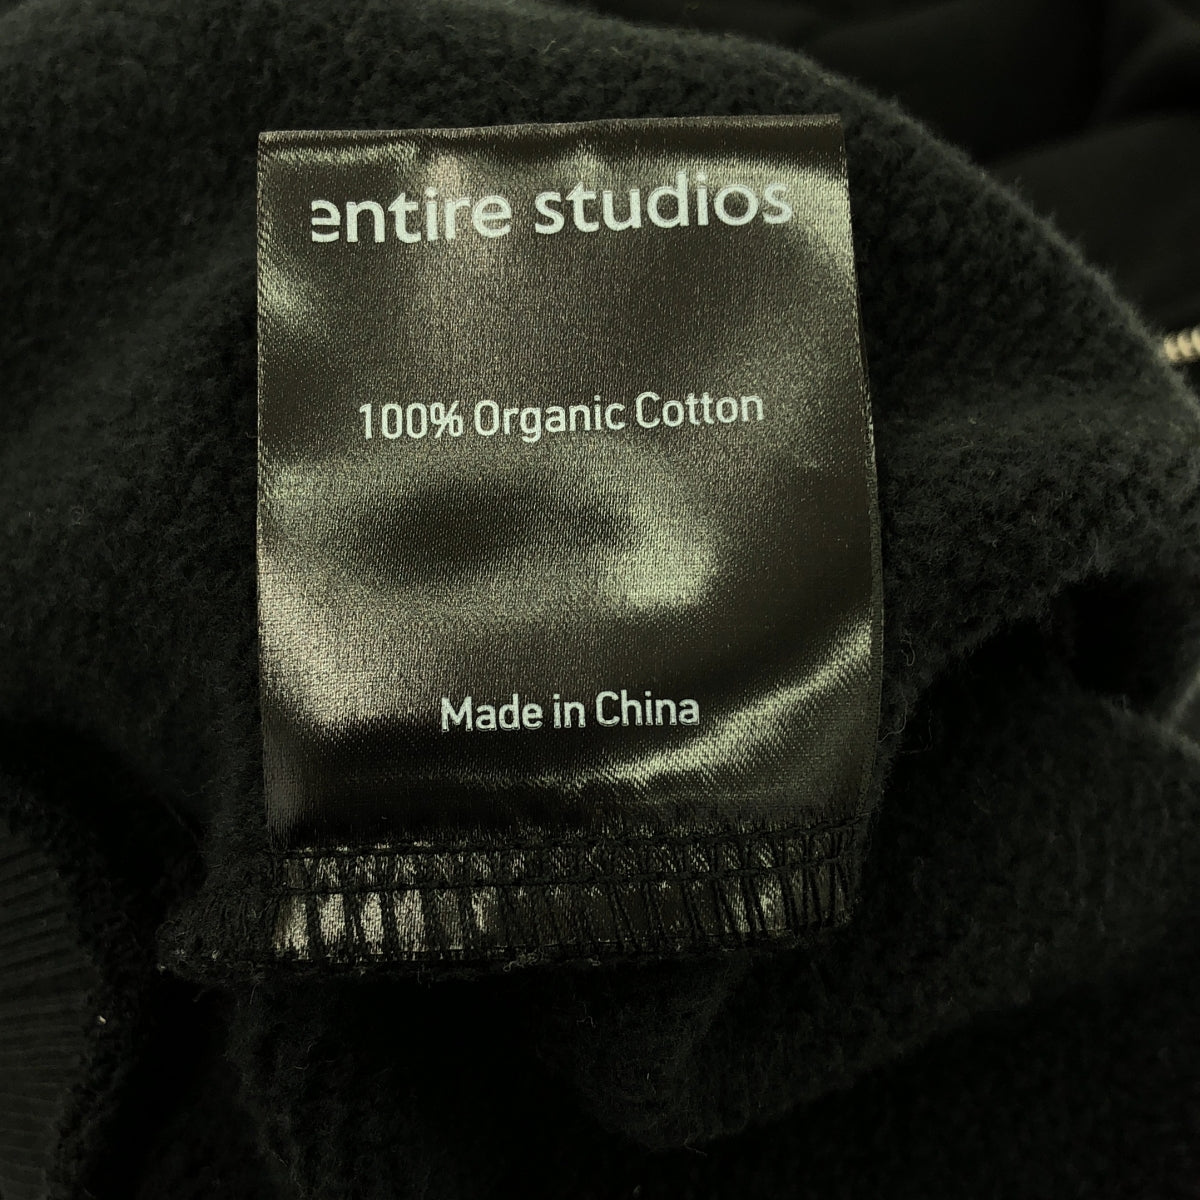 entire studios
100% Organic Cotton
Made in China